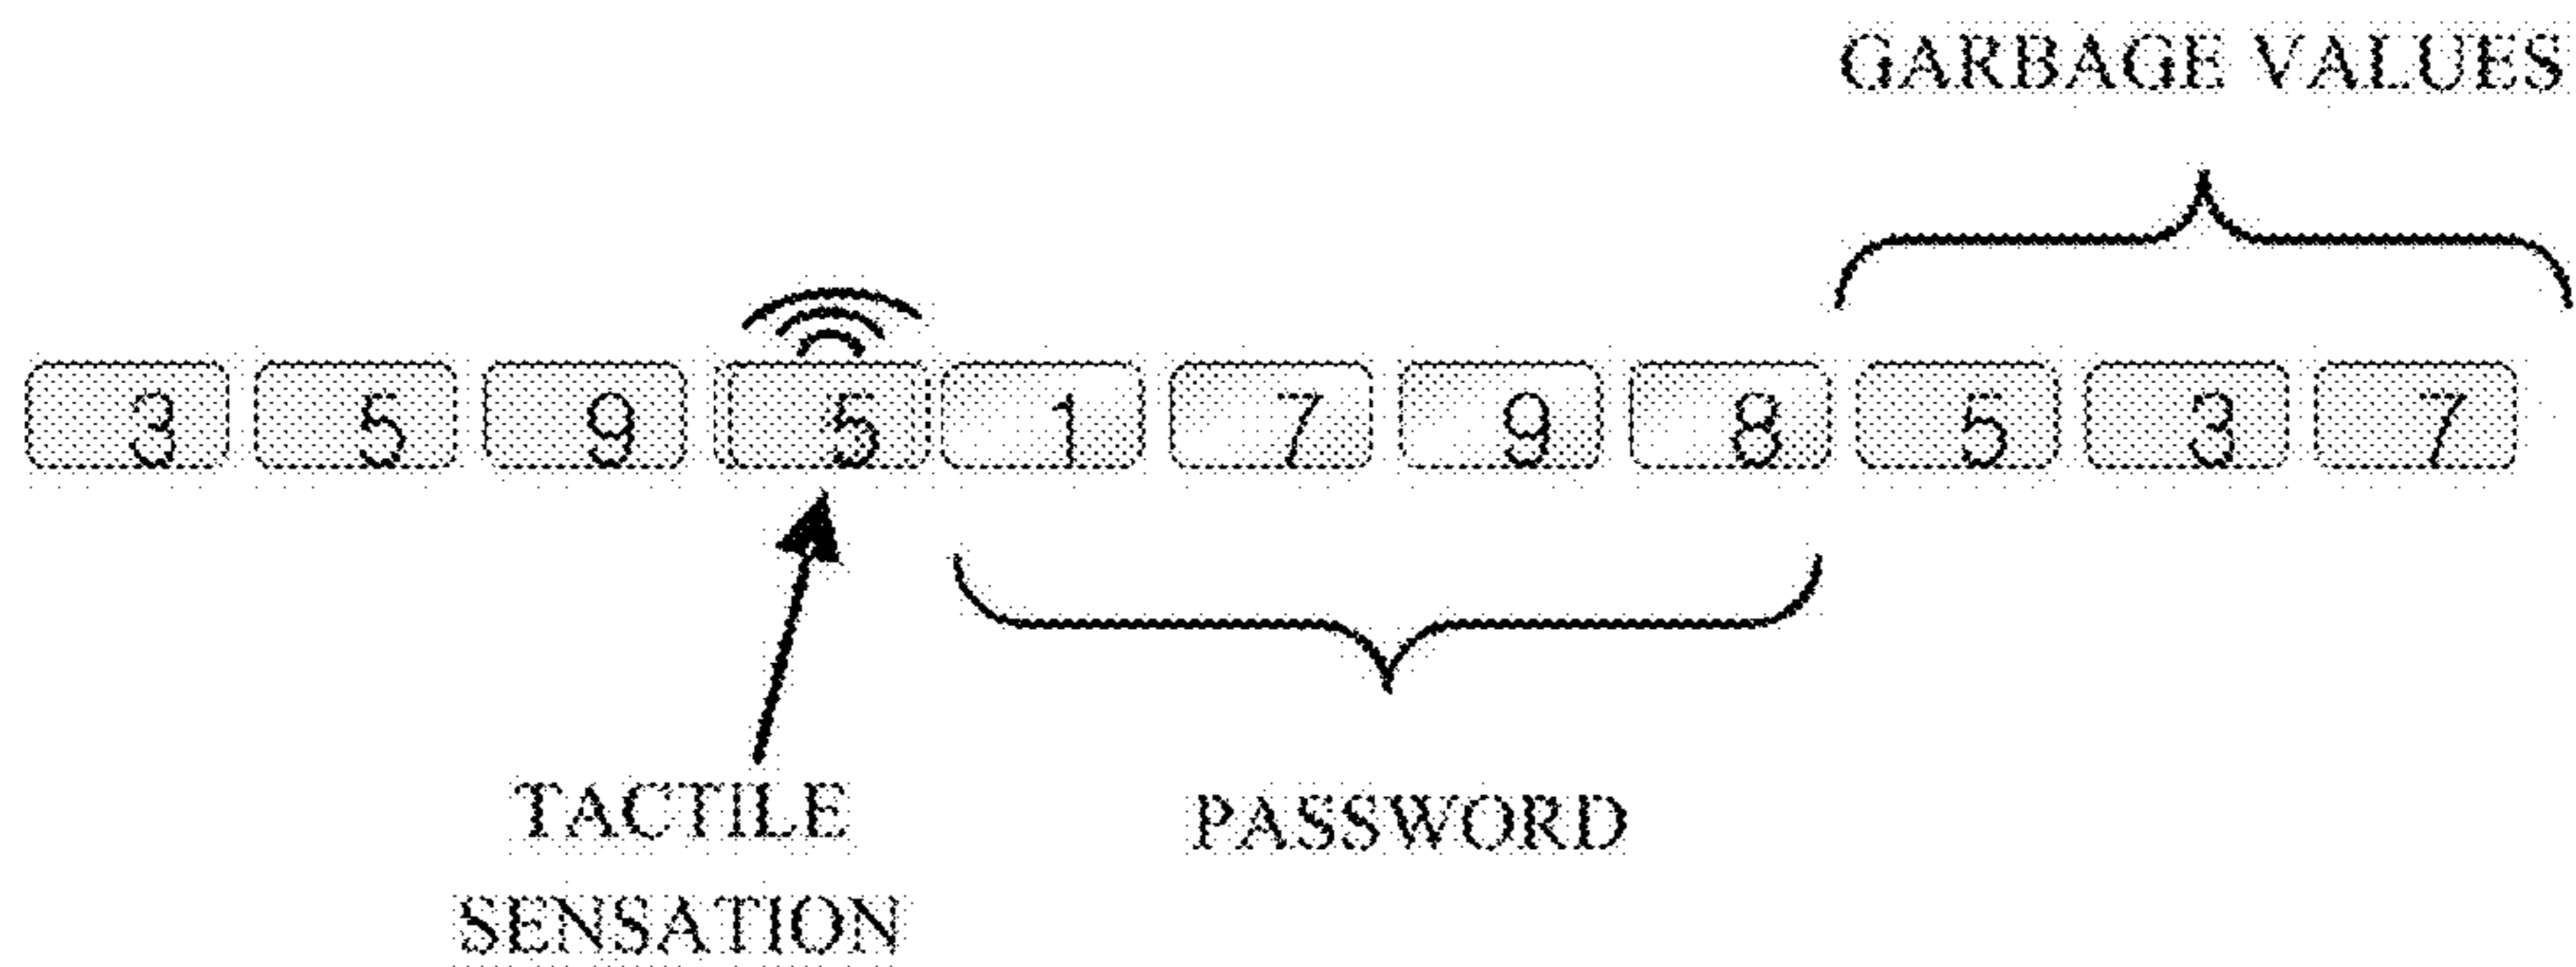 GARBAGE VALUES
3 5 9 5 1 7 9 8 5 3 7
TACTILE
SENSATION
PASSWORD